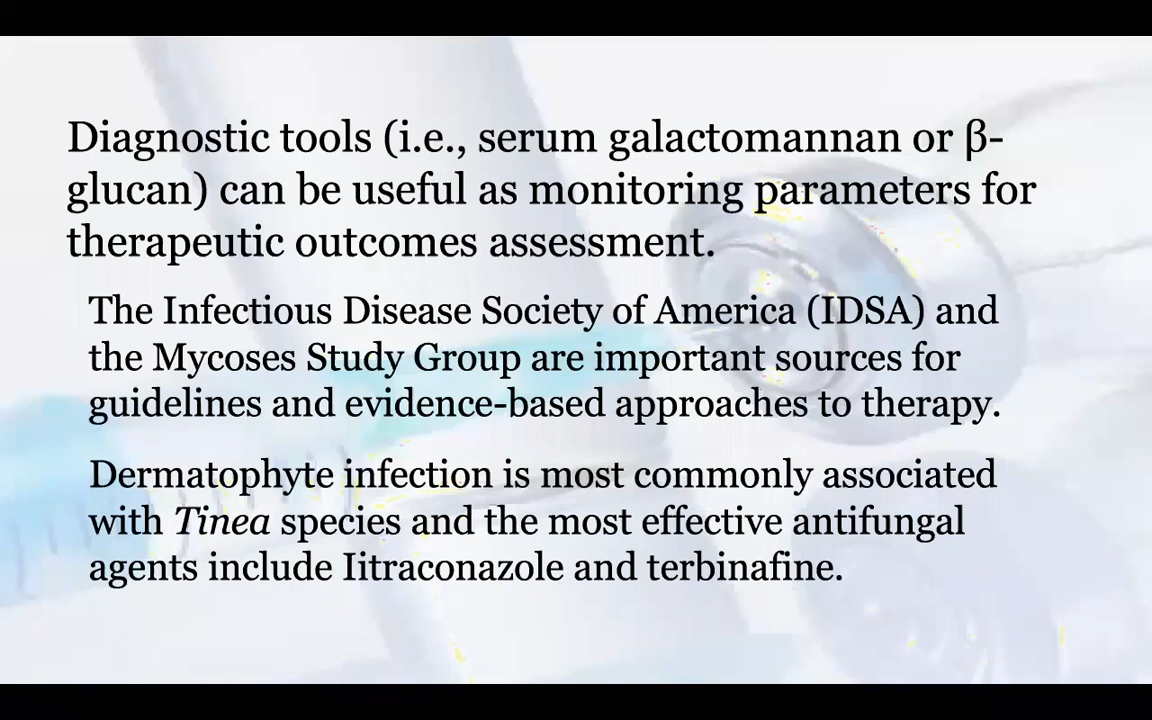 Diagnostic tools (i.e., serum galactomannan or β-
glucan) can be useful as monitoring parameters for
therapeutic outcomes assessment.
The Infectious Disease Society of America (IDSA) and
the Mycoses Study Group are important sources for
guidelines and evidence-based approaches to therapy.
Dermatophyte infection is most commonly associated
with Tinea species and the most effective antifungal
agents include Iitraconazole and terbinafine.